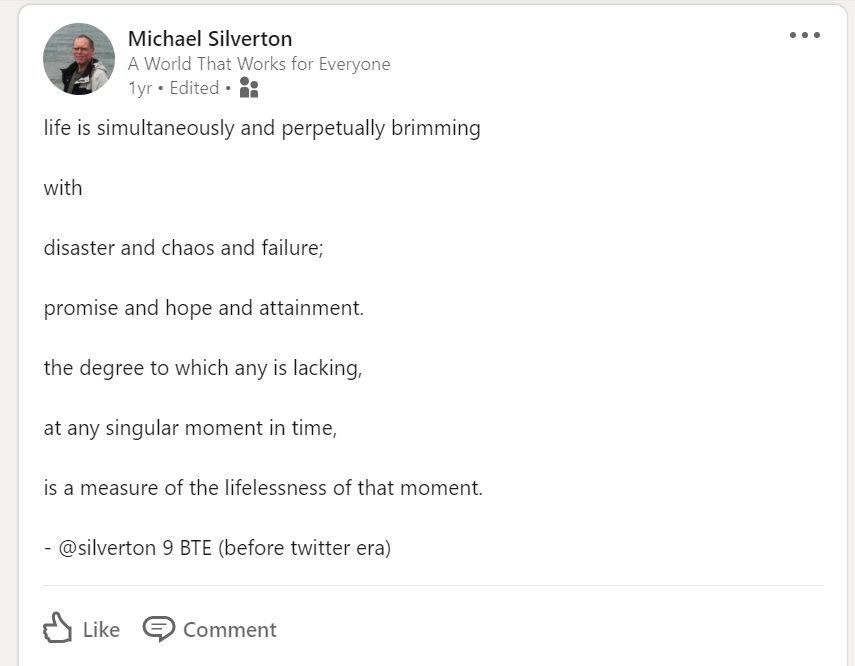 Michael Silverton
A World That Works for Everyone
1yr • Edited •
life is simultaneously and perpetually brimming
with
disaster and chaos and failure;
promise and hope and attainment.
the degree to which any is lacking,
at any singular moment in time,
is a measure of the lifelessness of that moment.
- @silverton 9 BTE (before twitter era)
Like Comment